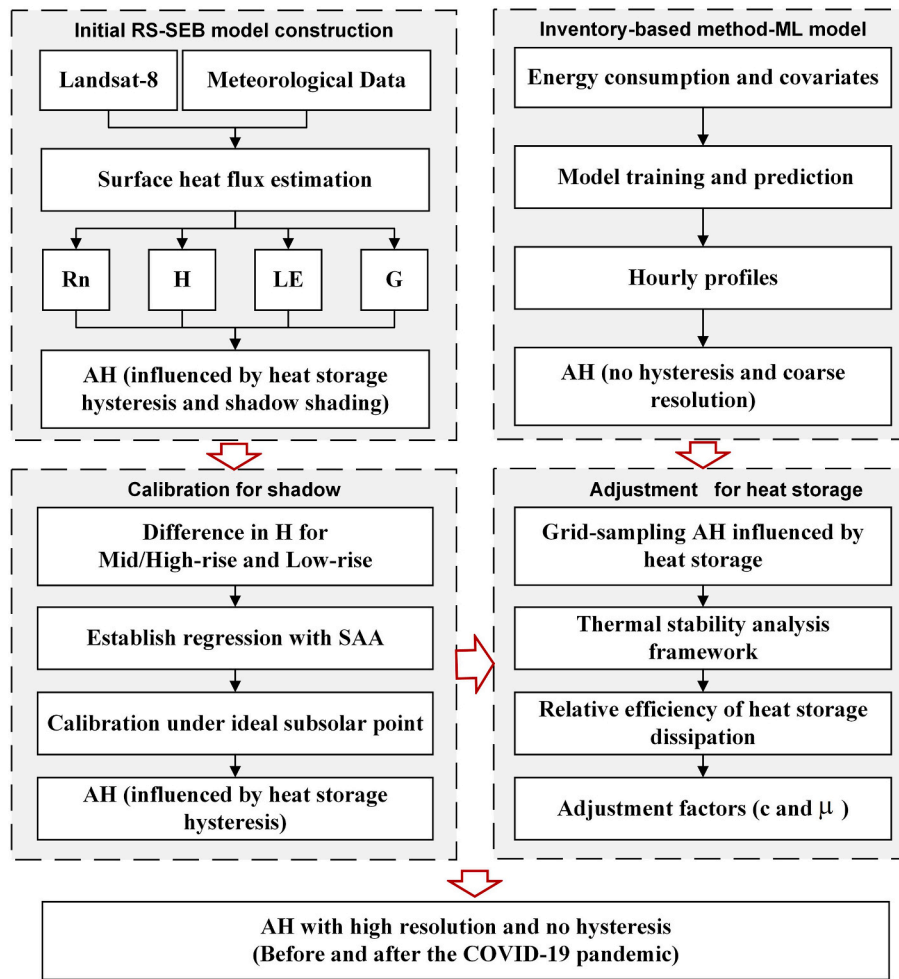 Initial RS-SEB model construction
Landsat-8
Meteorological Data
Surface heat flux estimation
Rn
H
LE
G
AH (influenced by heat storage
hysteresis and shadow shading)
Inventory-based method-ML model
Energy consumption and covariates
Model training and prediction
Hourly profiles
AH (no hysteresis and coarse
resolution)
Calibration for shadow
Difference in H for
Mid/High-rise and Low-rise
Establish regression with SAA
Calibration under ideal subsolar point
AH (influenced by heat storage
hysteresis)
Adjustment for heat storage
Grid-sampling AH influenced by
heat storage
Thermal stability analysis
framework
Relative efficiency of heat storage
dissipation
Adjustment factors (c and μ )
AH with high resolution and no hysteresis
(Before and after the COVID-19 pandemic)